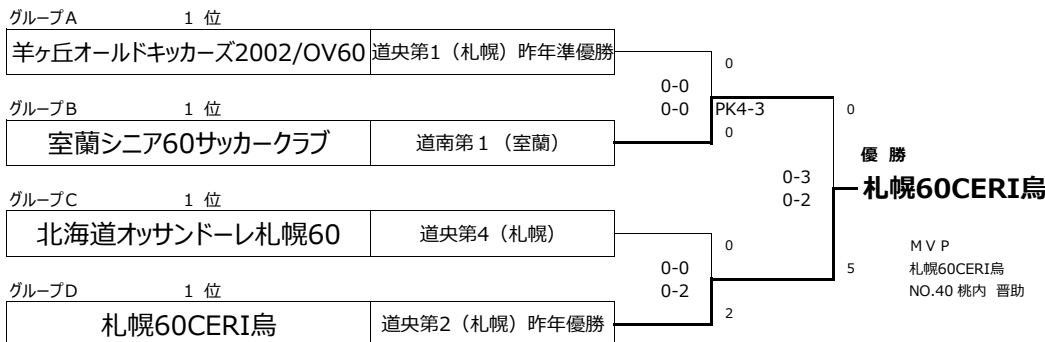 グループA 1 位
羊ヶ丘オールドキッカーズ2002/OV60 道央第1（札幌）昨年準優勝
0
0-0
0-0 PK4-3
0
0
グループB 1 位
室蘭シニア60サッカークラブ 道南第１（室蘭）
優 勝
札幌60CERI烏
0-3
0-2
グループC 1 位
北海道オッサンドーレ札幌60 道央第4（札幌）
0
0-0
0-2
2
5
グループD 1 位
札幌60CERI烏 道央第2（札幌）昨年優勝
ＭＶＰ
札幌60CERI烏
NO.40 桃内 晋助